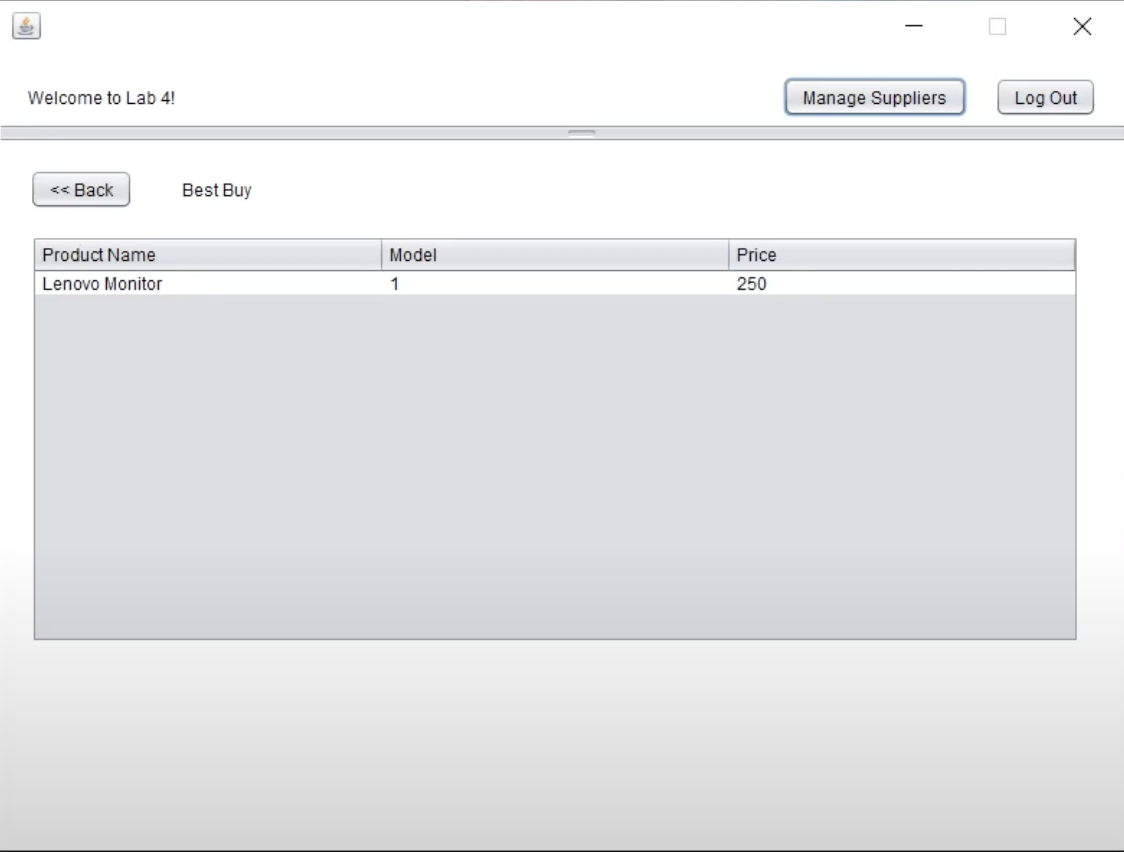 Welcome to Lab 4!
Manage Suppliers
Log Out
<< Back
Best Buy
Product Name Model Price
Lenovo Monitor 1 250